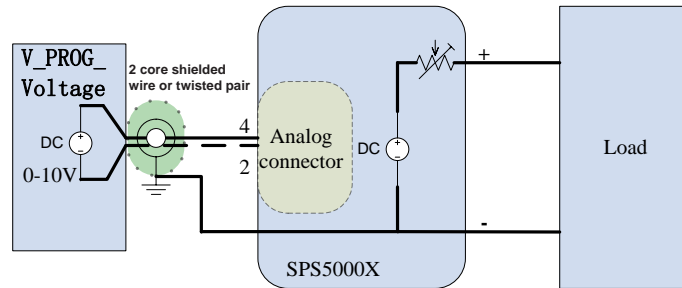 V_PROG_
Voltage
2 core shielded
wire or twisted pair
DC
0-10V
4
2
Analog
connector
DC
+
-
SPS5000X
Load